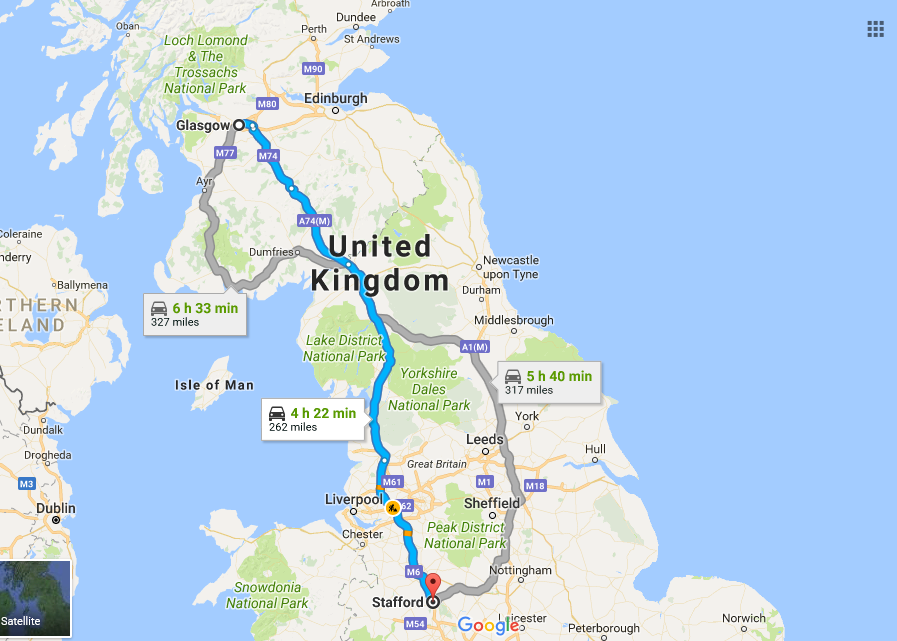 Arbroath
Oban
Dundee
Perth
St Andrews
Loch Lomond
& The
Trossachs
National Park
M90
M80
Edinburgh
Glasgow
M77
M74
Ayr
A74(M)
Coleraine
Dumfries
United
Kingdom
Newcastle
upon Tyne
Ballymena
Durham
6 h 33 min
327 miles
Middlesbrough
Lake District
National Park
A1(M)
Isle of Man
Yorkshire
Dales
National Park
5 h 40 min
317 miles
4 h 22 min
262 miles
York
Dundalk
Leeds
Hull
Drogheda
Great Britain
M3
M61
M1
M18
Liverpool
62
Sheffield
Dublin
Chester
Peak District
National Park
M6
Nottingham
Snowdonia
National Park
Stafford
Satellite
M54
Google
Leicester
Peterborough
Norwich